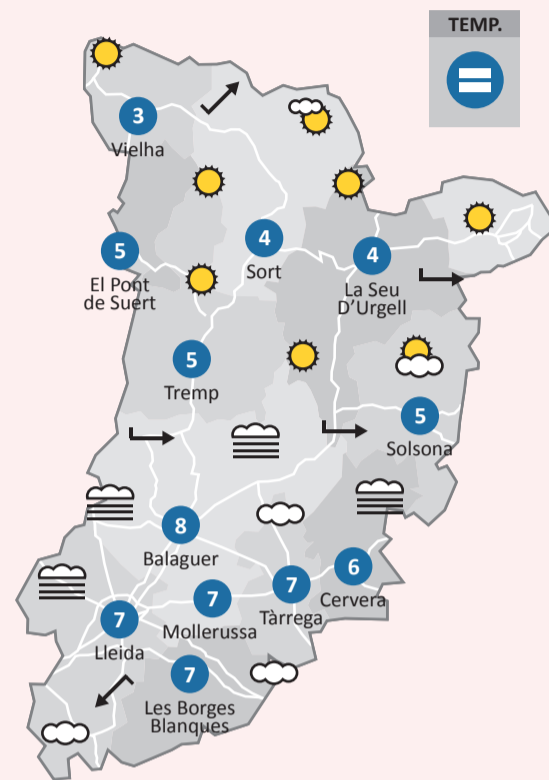 TEMP.
3
Vielha
5
El Pont
de Suert
4
Sort
4
La Seu
D'Urgell
5
Tremp
5
Solsona
8
Balaguer
6
Cervera
7
Tàrrega
7
Mollerussa
7
Lleida
7
Les Borges
Blanques